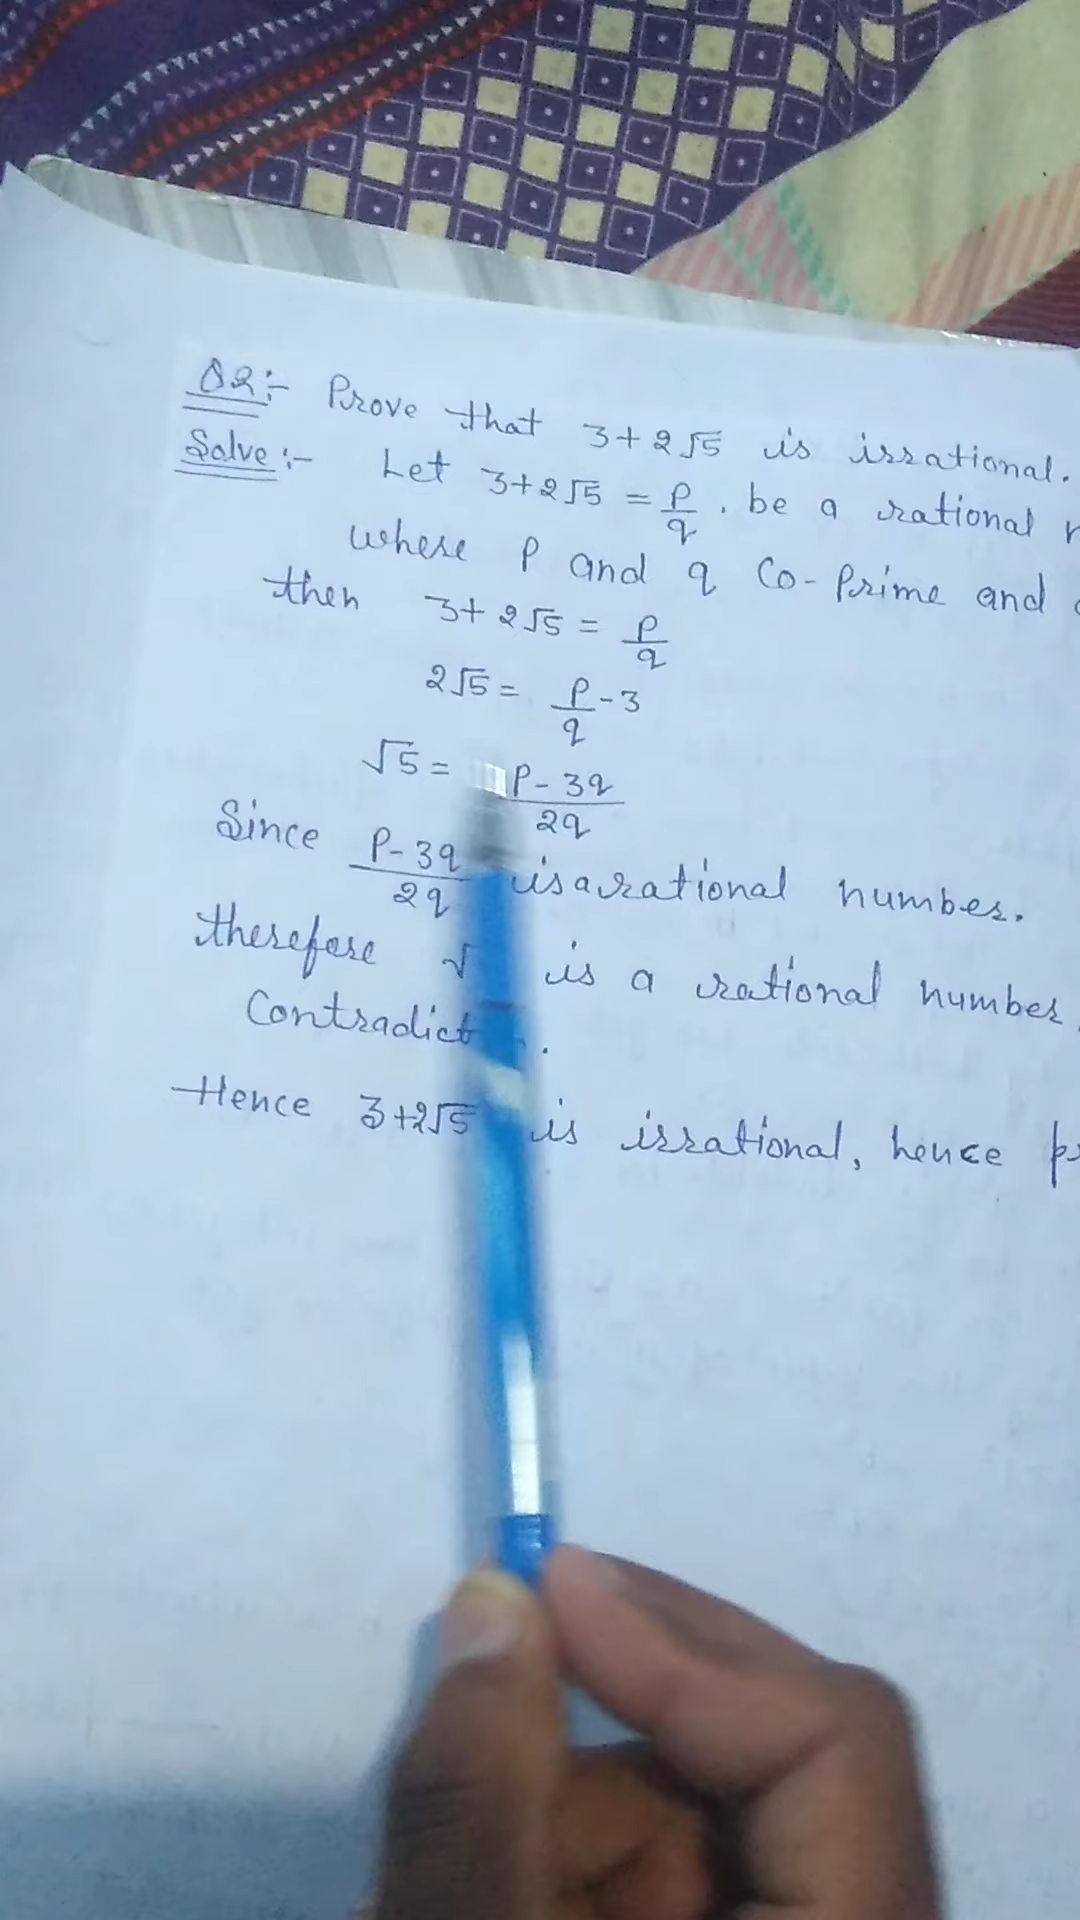 Q2:- Prove that 3+2√5 is irrational.
Solve:- Let 3+2√5 = p/q . be a rational
where p and q Co-Prime and
then 3+2√5 = p/q
2√5 = p/q - 3
√5 = p-3q/2q
Since p-3q/2q is a rational number.
therefore √ is a rational number
Contradict .
Hence 3+2√5 is irrational, hence